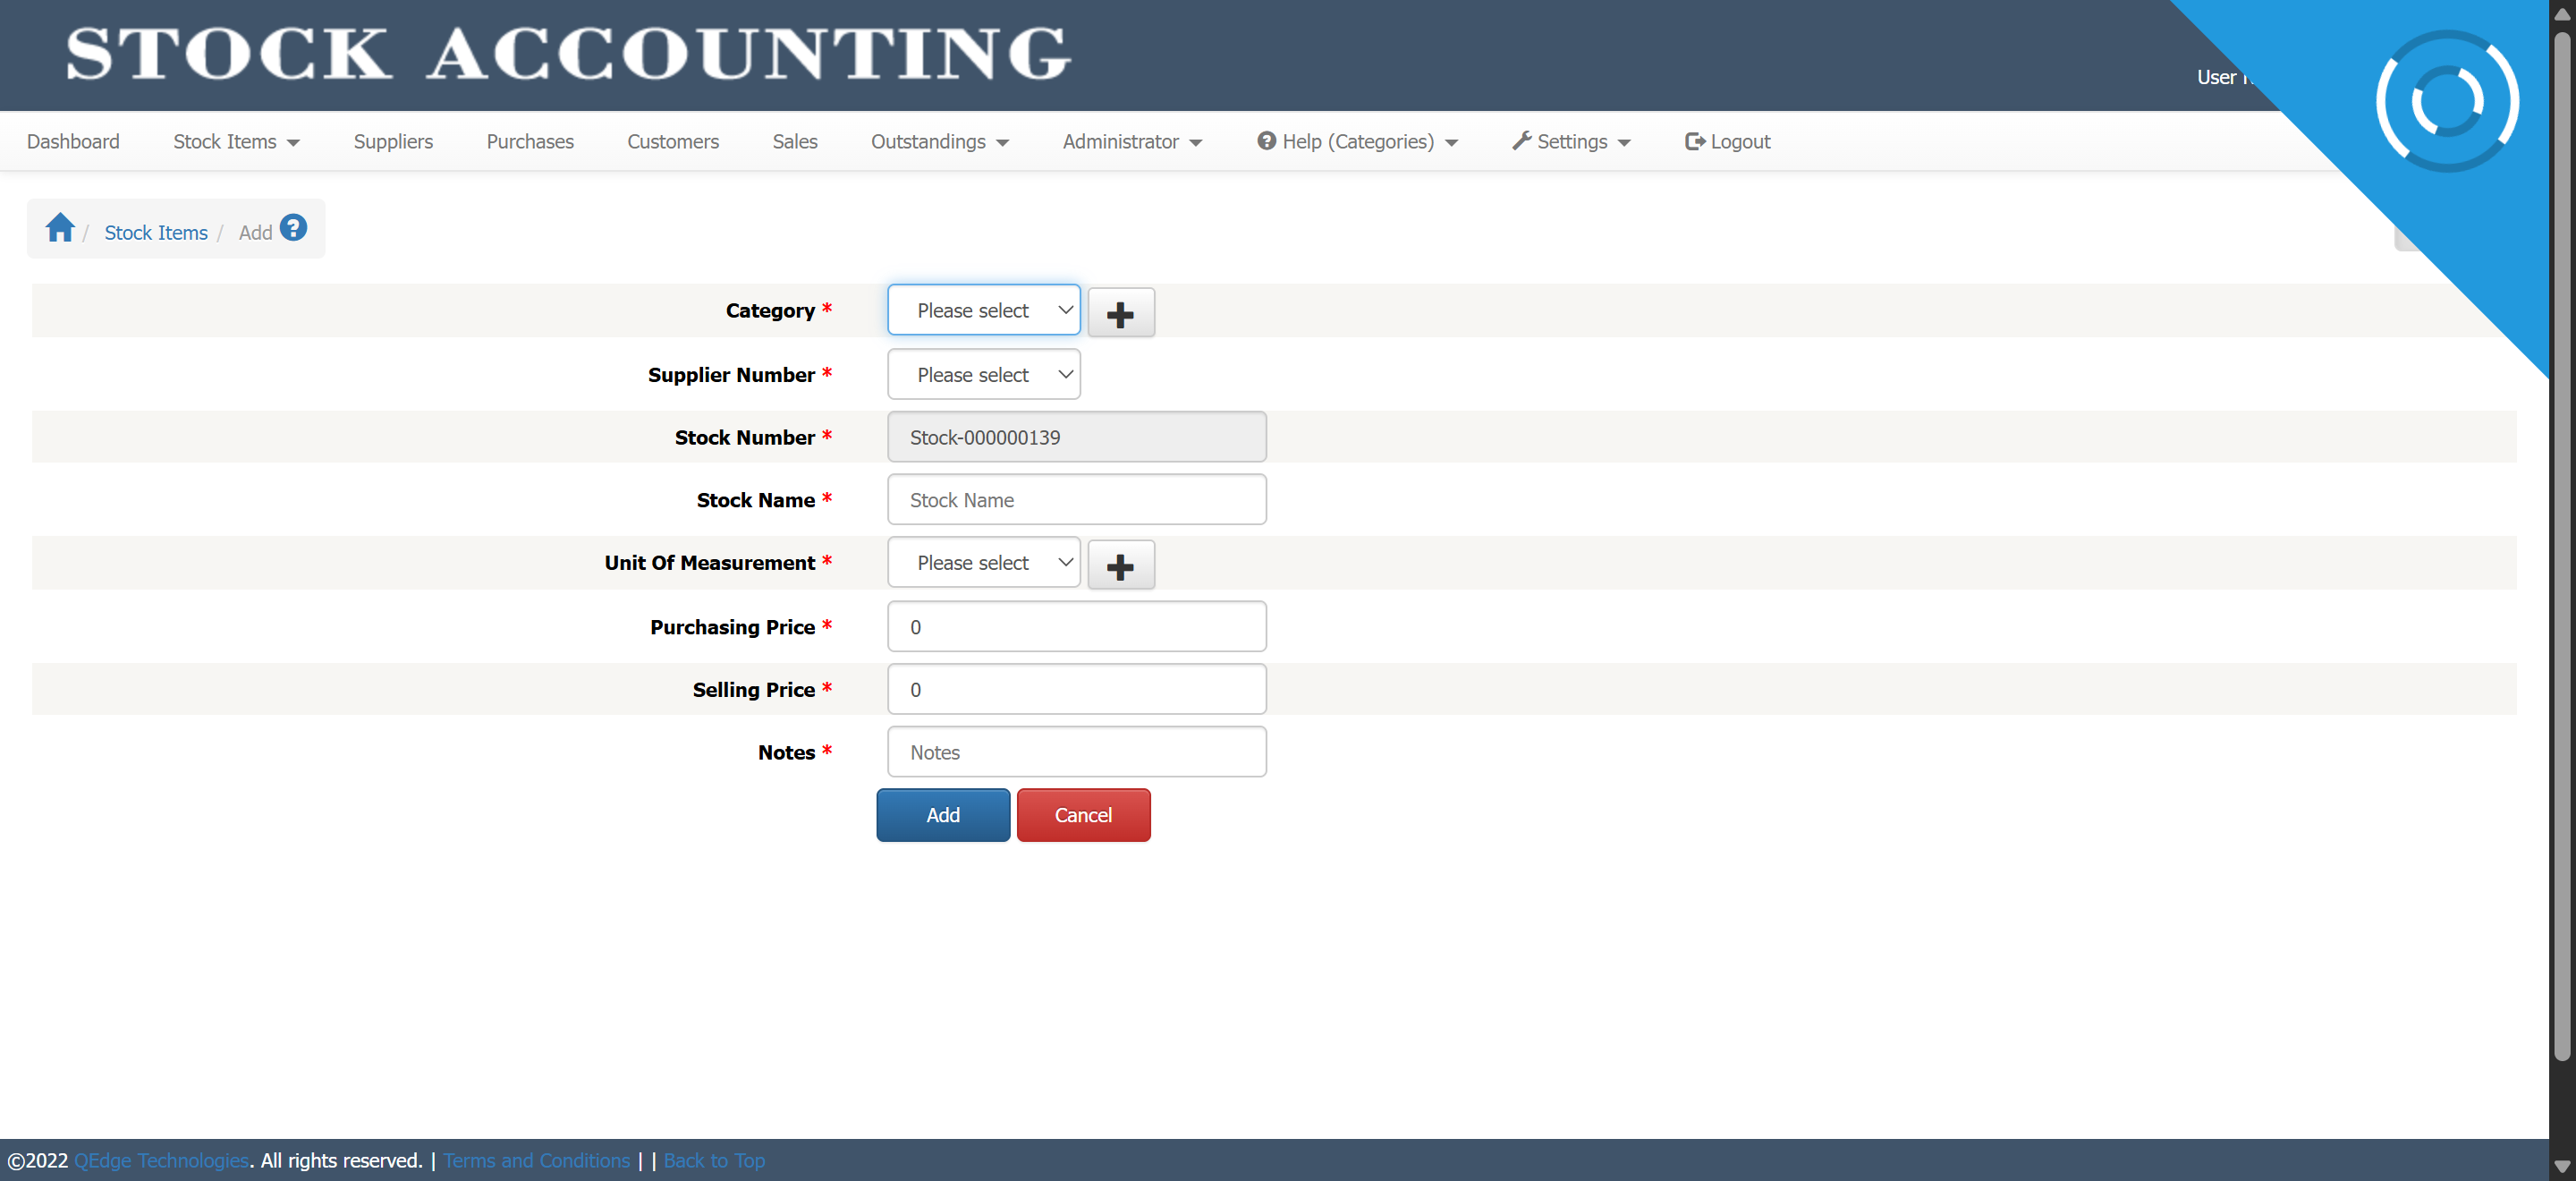 STOCK ACCOUNTING
User
Dashboard Stock Items Suppliers Purchases Customers Sales Outstandings Administrator Help (Categories) Settings Logout
/ Stock Items / Add
Category * Please select
Supplier Number * Please select
Stock Number * Stock-000000139
Stock Name * Stock Name
Unit Of Measurement * Please select
Purchasing Price * 0
Selling Price * 0
Notes * Notes
Add Cancel
©2022 QEdge Technologies. All rights reserved. | Terms and Conditions | | Back to Top